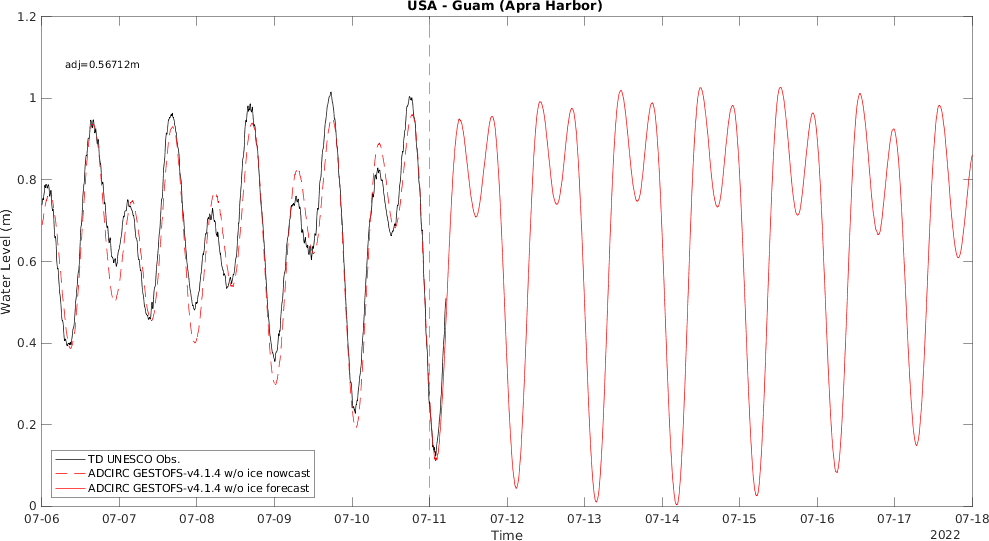 USA - Guam (Apra Harbor)
1.2
adj=0.56712m
1
0.8
0.6
0.4
0.2
0
Water Level (m)
TD UNESCO Obs.
ADCIRC GESTOFS-v4.1.4 w/o ice nowcast
ADCIRC GESTOFS-v4.1.4 w/o ice forecast
07-06 07-07 07-08 07-09 07-10 07-11 07-12 07-13 07-14 07-15 07-16 07-17 07-18
Time
2022